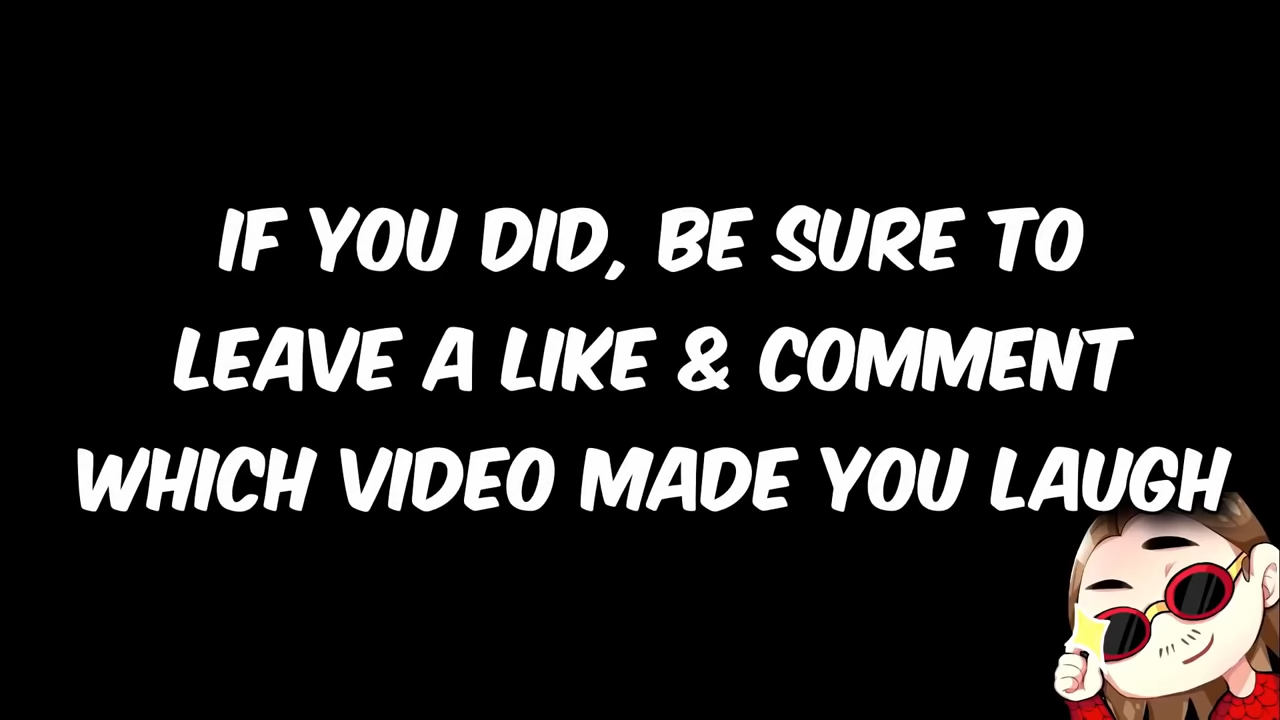 IF YOU DID, BE SURE TO
LEAVE A LIKE & COMMENT
WHICH VIDEO MADE YOU LAUGH